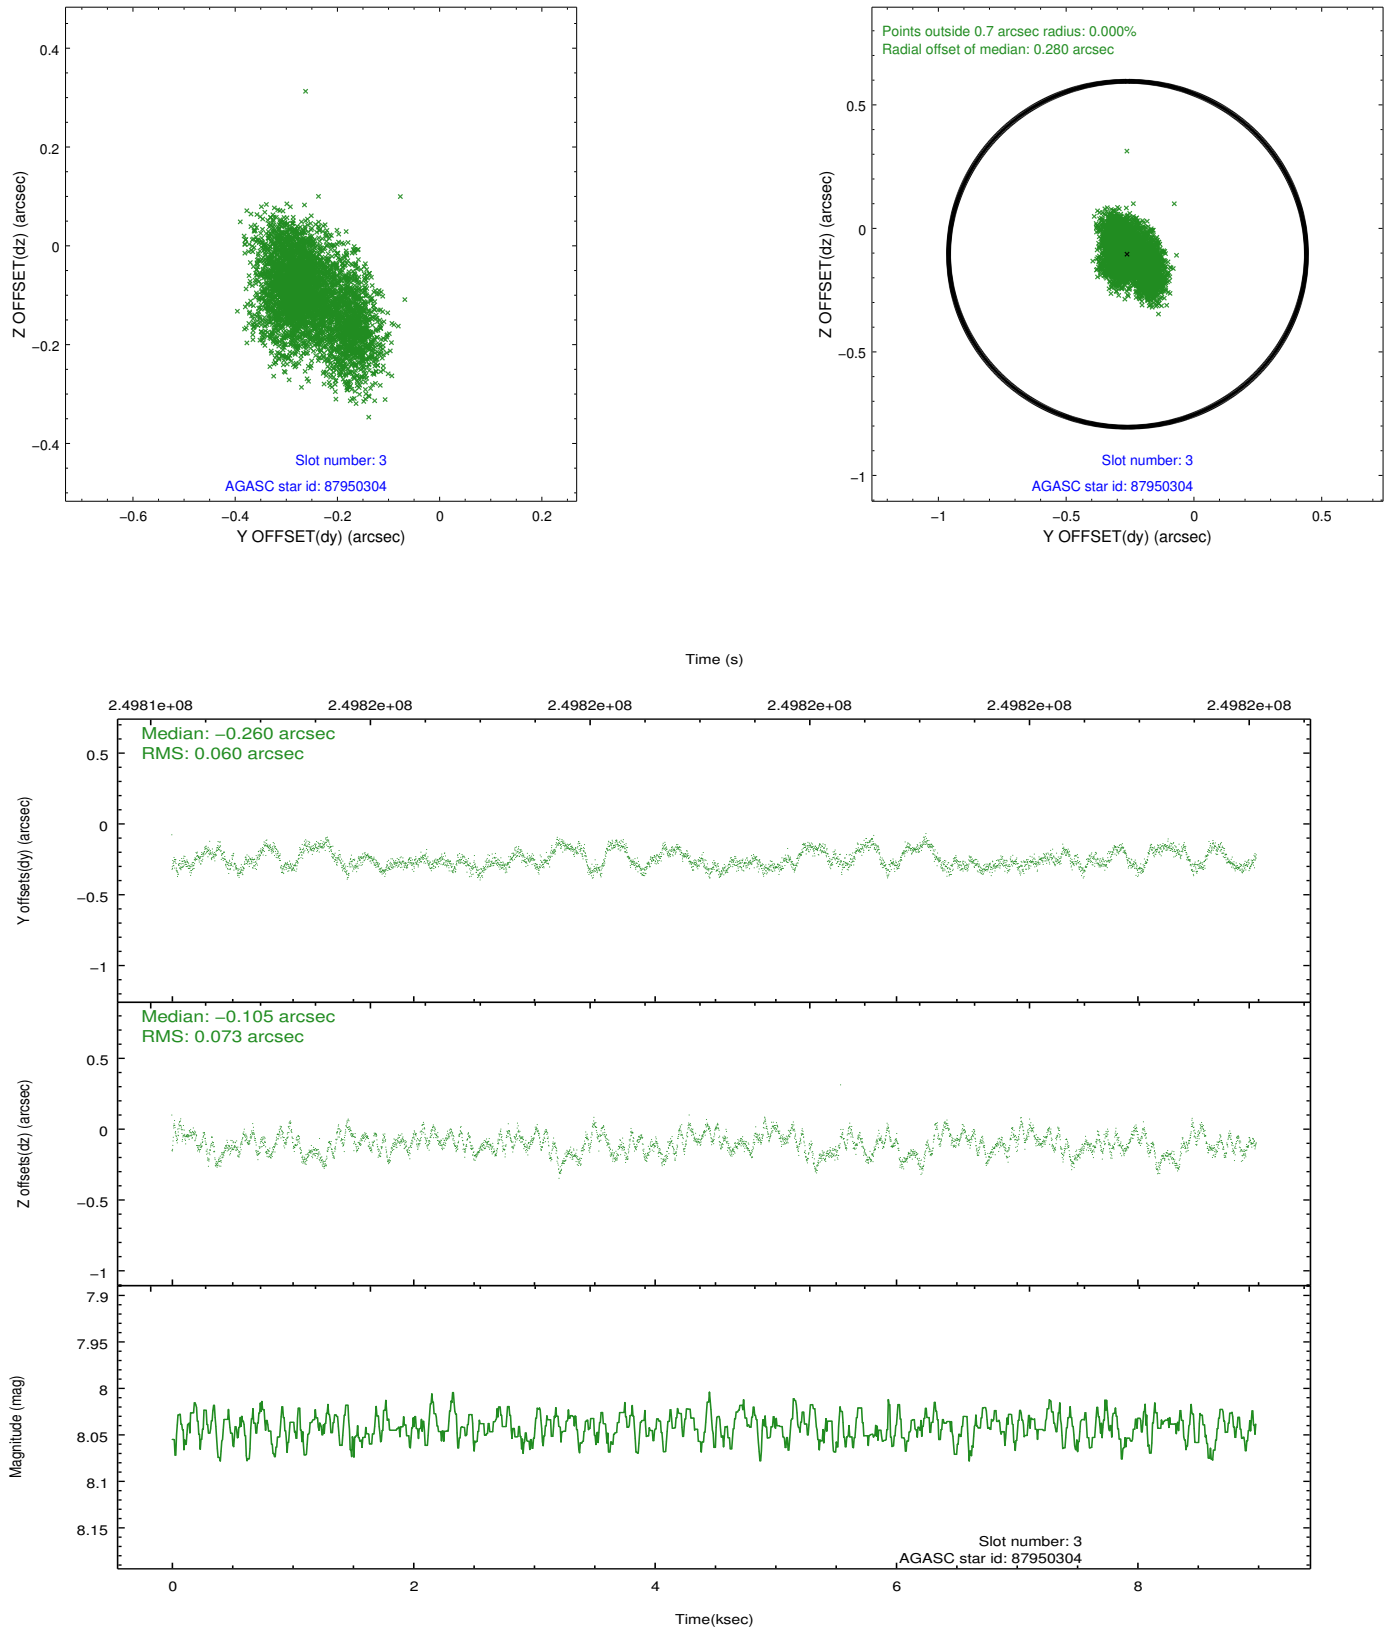 0.4
0.2
0
−0.2
−0.4
Z OFFSET(dz) (arcsec)
Slot number: 3
AGASC star id: 87950304
−0.6 −0.4 −0.2 0 0.2
Y OFFSET(dy) (arcsec)
Points outside 0.7 arcsec radius: 0.000%
Radial offset of median: 0.280 arcsec
0.5
0
−0.5
−1
Z OFFSET(dz) (arcsec)
Slot number: 3
AGASC star id: 87950304
−1 −0.5 0 0.5
Y OFFSET(dy) (arcsec)
Time (s)
2.4981e+08 2.4982e+08 2.4982e+08 2.4982e+08 2.4982e+08 2.4982e+08
Median: −0.260 arcsec
RMS: 0.060 arcsec
0.5
0
−0.5
−1
Y offsets(dy) (arcsec)
Median: −0.105 arcsec
RMS: 0.073 arcsec
0.5
0
−0.5
−1
Z offsets(dz) (arcsec)
7.9
7.95
8
8.05
8.1
8.15
Magnitude (mag)
Slot number: 3
AGASC star id: 87950304
0 2 4 6 8
Time(ksec)